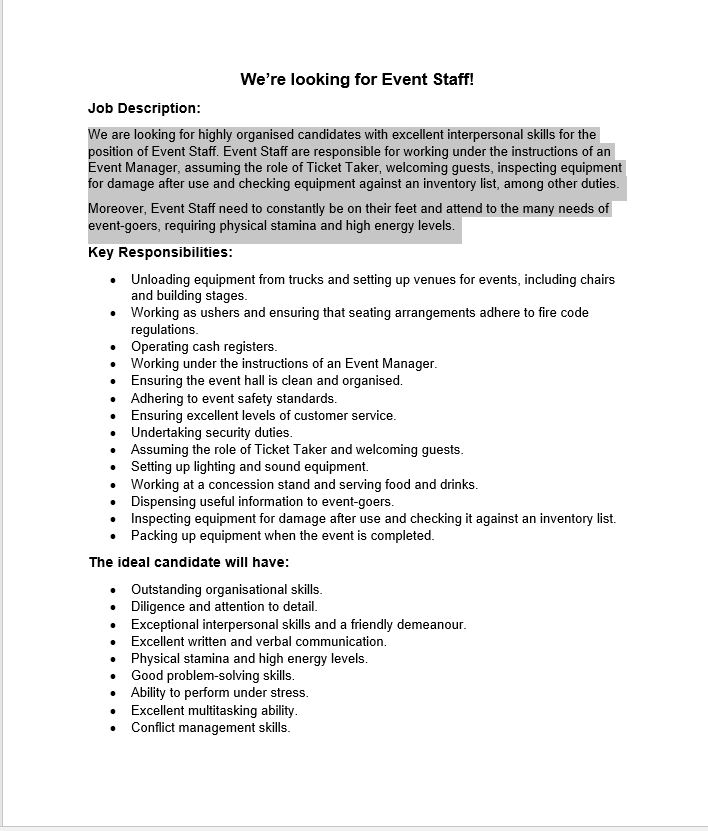 We're looking for Event Staff!
Job Description:
We are looking for highly organised candidates with excellent interpersonal skills for the
position of Event Staff. Event Staff are responsible for working under the instructions of an
Event Manager, assuming the role of Ticket Taker, welcoming guests, inspecting equipment
for damage after use and checking equipment against an inventory list, among other duties.
Moreover, Event Staff need to constantly be on their feet and attend to the many needs of
event-goers, requiring physical stamina and high energy levels.
Key Responsibilities:
• Unloading equipment from trucks and setting up venues for events, including chairs
and building stages.
• Working as ushers and ensuring that seating arrangements adhere to fire code
regulations.
• Operating cash registers.
• Working under the instructions of an Event Manager.
• Ensuring the event hall is clean and organised.
• Adhering to event safety standards.
• Ensuring excellent levels of customer service.
• Undertaking security duties.
• Assuming the role of Ticket Taker and welcoming guests.
• Setting up lighting and sound equipment.
• Working at a concession stand and serving food and drinks.
• Dispensing useful information to event-goers.
• Inspecting equipment for damage after use and checking it against an inventory list.
• Packing up equipment when the event is completed.
The ideal candidate will have:
• Outstanding organisational skills.
• Diligence and attention to detail.
• Exceptional interpersonal skills and a friendly demeanour.
• Excellent written and verbal communication.
• Physical stamina and high energy levels.
• Good problem-solving skills.
• Ability to perform under stress.
• Excellent multitasking ability.
• Conflict management skills.